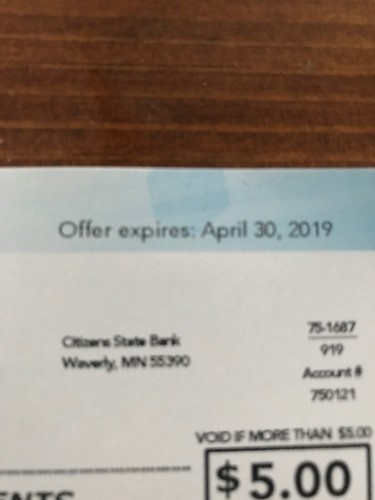 Offer expires: April 30, 2019
Citizens State Bank
Waverly, MN 55390
75-1687
919
Account #
750121
VOID IF MORE THAN $5.00
$5.00
ENTS